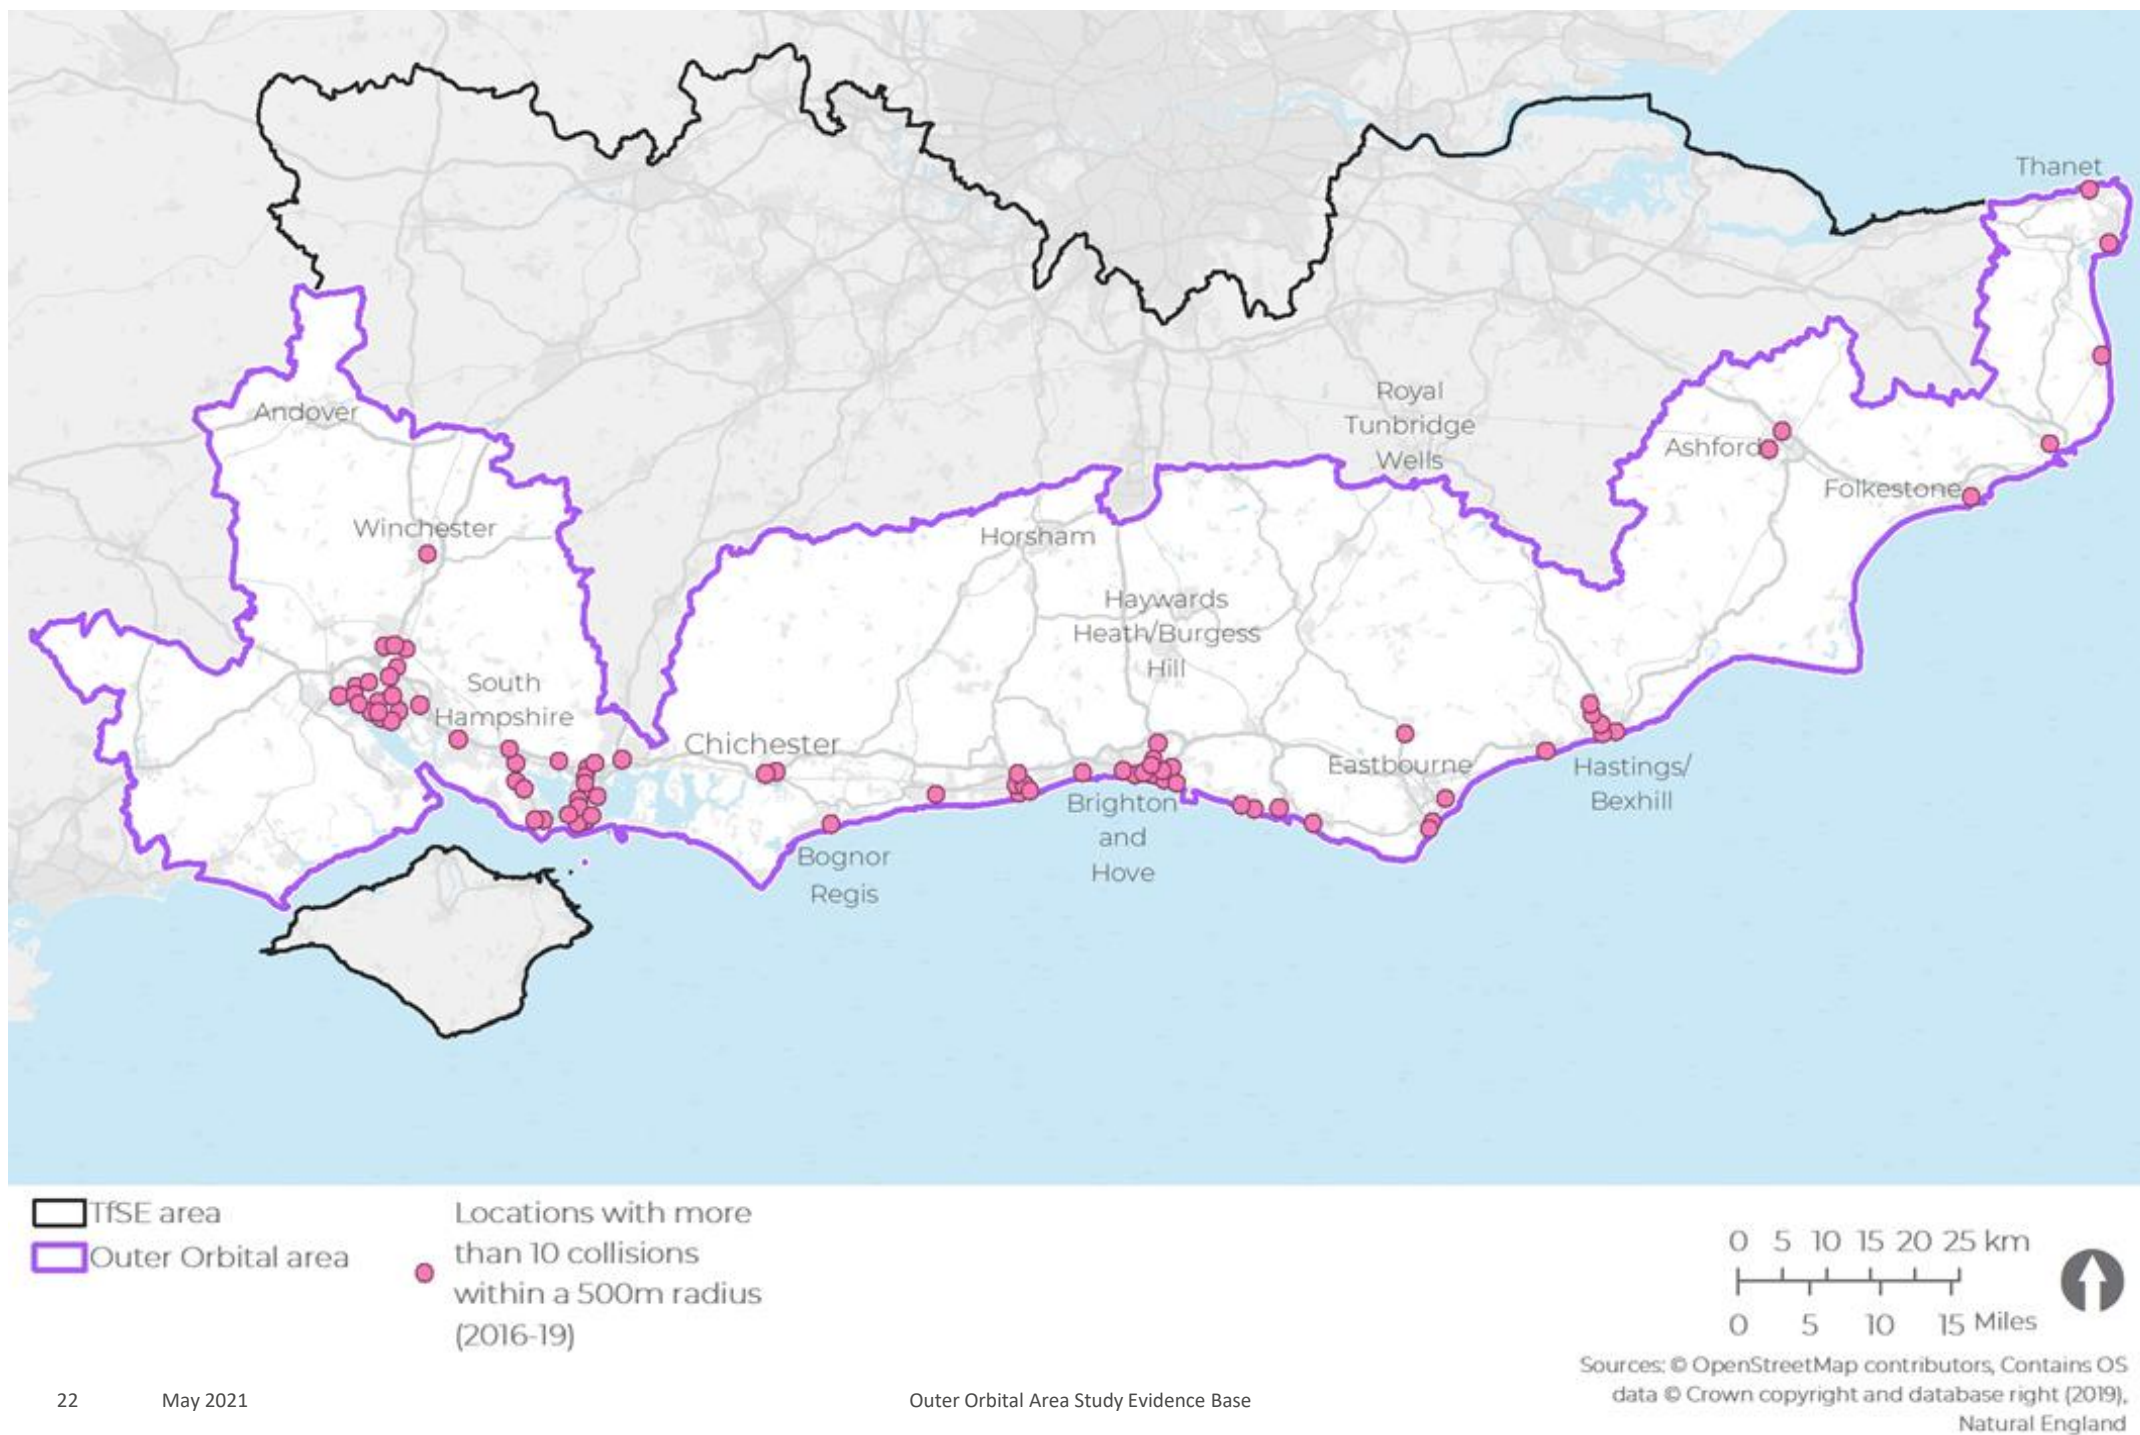 Thanet
Royal
Tunbridge
Wells
Andover
Ashford
Folkestone
Winchester
Horsham
Haywards
Heath/Burgess
Hill
South
Hampshire
Chichester
Eastbourne
Hastings/
Bexhill
Brighton
and
Hove
Bognor
Regis
TfSE area
Outer Orbital area
Locations with more
than 10 collisions
within a 500m radius
(2016-19)
0 5 10 15 20 25 km
0 5 10 15 Miles
Sources: © OpenStreetMap contributors, Contains OS
data © Crown copyright and database right (2019),
Natural England
22 May 2021 Outer Orbital Area Study Evidence Base